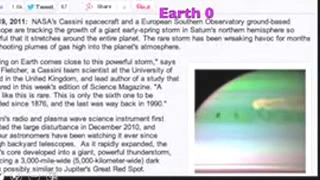 Earth 0
19, 2011: NASA's Cassini spacecraft and a European Southern Observatory ground-based
ope are tracking the growth of a giant early-spring storm in Saturn's northern hemisphere so
ful that it stretches around the entire planet. The rare storm has been wreaking havoc for months
hooting plumes of gas high into the planet's atmosphere.
ing on Earth comes close to this powerful storm," says
Fletcher, a Cassini team scientist at the University of
d in the United Kingdom, and lead author of a study that
red in this week's edition of Science Magazine. "A
like this is rare. This is only the sixth one to be
ded since 1876, and the last was way back in 1990."
ni's radio and plasma wave science instrument first
ted the large disturbance in December 2010, and
ur astronomers have been watching it ever since
gh backyard telescopes. As it rapidly expanded, the
's core developed into a giant, powerful thunderstorm,
cing a 3,000-mile-wide (5,000-kilometer-wide) dark
possibly similar to Jupiter's Great Red Spot.